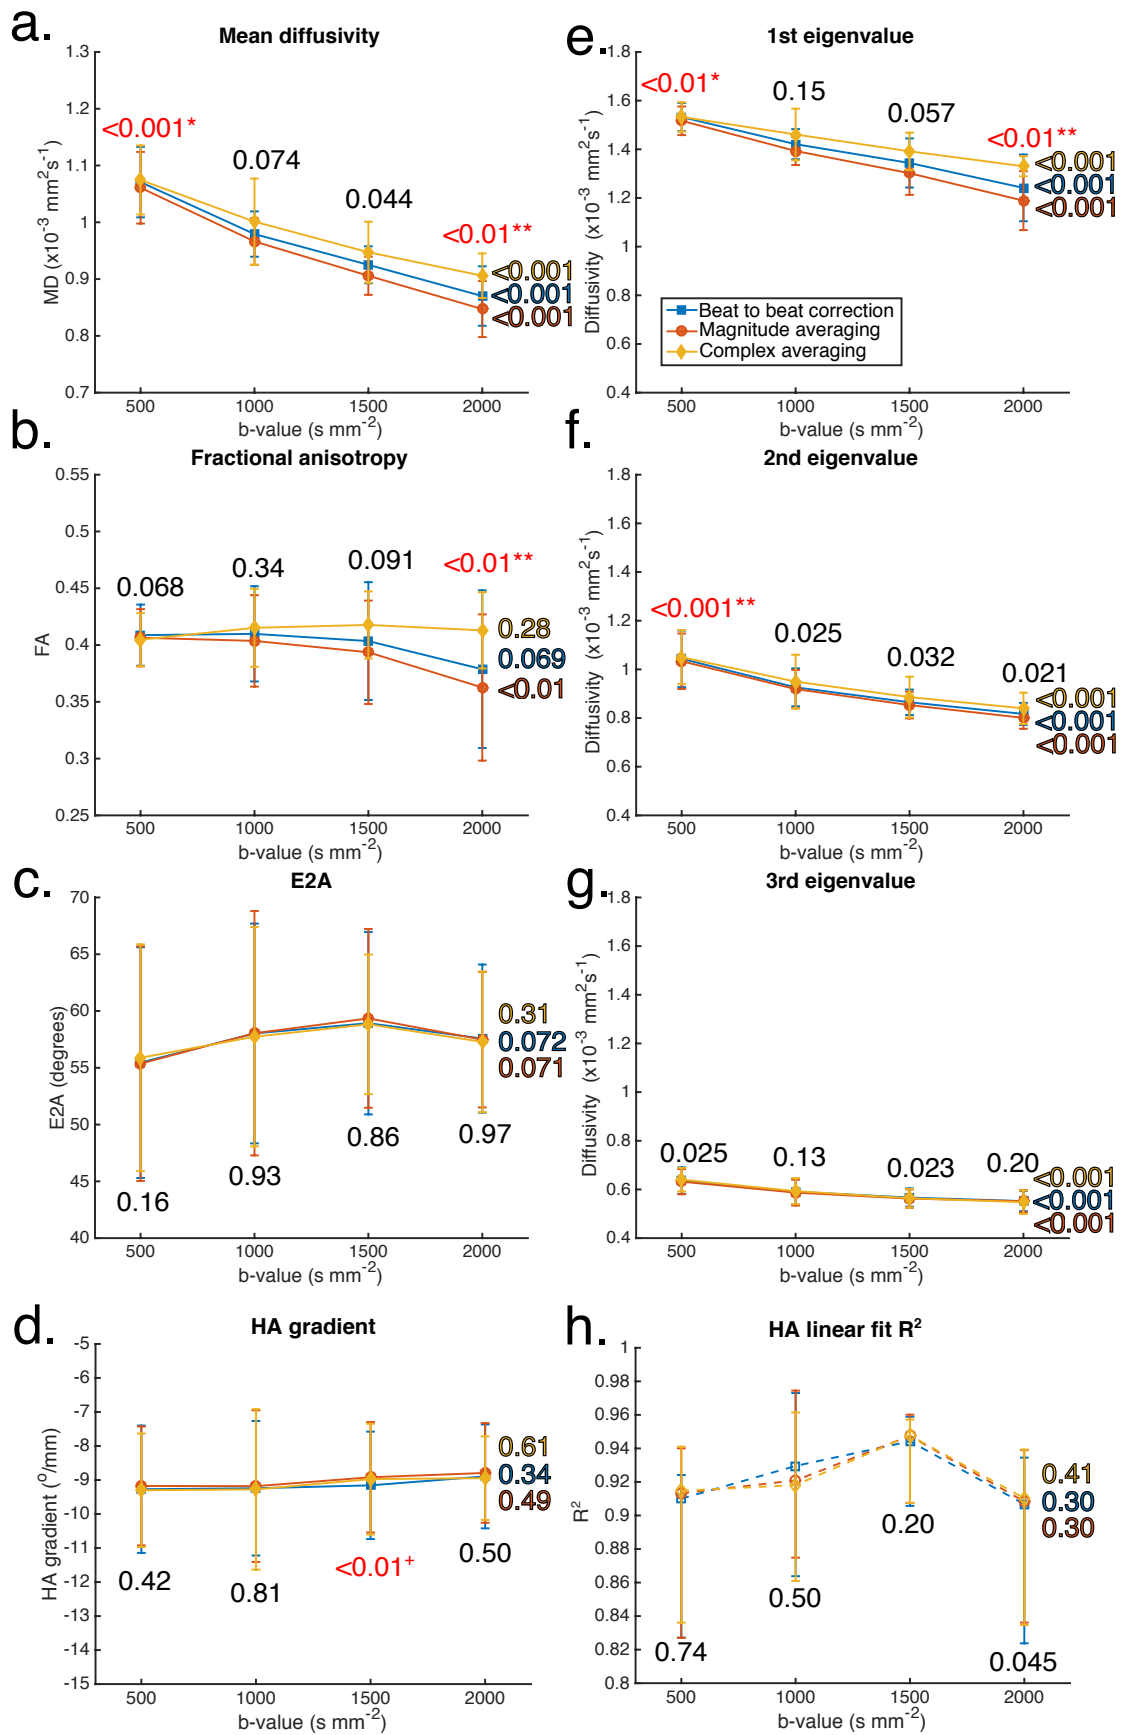 a.
Mean diffusivity
1.3
1.2
1.1
1
0.9
0.8
0.7
MD (x10-3 mm2s-1)
<0.001*
0.074
0.044
<0.01**
<0.001
<0.001
<0.001
500 1000 1500 2000
b-value (s mm-2)
e.
1st eigenvalue
1.8
1.6
1.4
1.2
1
0.8
0.6
0.4
Diffusivity (x10-3 mm2s-1)
<0.01*
0.15
0.057
<0.01**
<0.001
<0.001
<0.001
Beat to beat correction
Magnitude averaging
Complex averaging
500 1000 1500 2000
b-value (s mm-2)
b.
Fractional anisotropy
0.55
0.5
0.45
0.4
0.35
0.3
0.25
FA
0.068
0.34
0.091
<0.01**
0.28
0.069
<0.01
500 1000 1500 2000
b-value (s mm-2)
f.
2nd eigenvalue
1.8
1.6
1.4
1.2
1
0.8
0.6
0.4
Diffusivity (x10-3 mm2s-1)
<0.001**
0.025
0.032
0.021
<0.001
<0.001
<0.001
500 1000 1500 2000
b-value (s mm-2)
c.
E2A
70
65
60
55
50
45
40
E2A (degrees)
0.16
0.93
0.86
0.97
0.31
0.072
0.071
500 1000 1500 2000
b-value (s mm-2)
g.
3rd eigenvalue
1.8
1.6
1.4
1.2
1
0.8
0.6
0.4
Diffusivity (x10-3 mm2s-1)
0.025
0.13
0.023
0.20
<0.001
<0.001
<0.001
500 1000 1500 2000
b-value (s mm-2)
d.
HA gradient
-5
-6
-7
-8
-9
-10
-11
-12
-13
-14
-15
HA gradient (o/mm)
0.42
0.81
<0.01+
0.50
0.61
0.34
0.49
500 1000 1500 2000
b-value (s mm-2)
h.
HA linear fit R2
1
0.98
0.96
0.94
0.92
0.9
0.88
0.86
0.84
0.82
0.8
R2
0.74
0.50
0.20
0.045
0.41
0.30
0.30
500 1000 1500 2000
b-value (s mm-2)